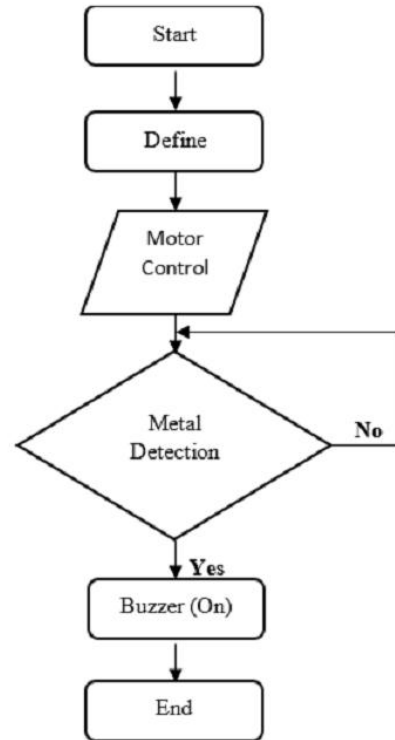 Start
Define
Motor
Control
Metal
Detection
No
Yes
Buzzer (On)
End